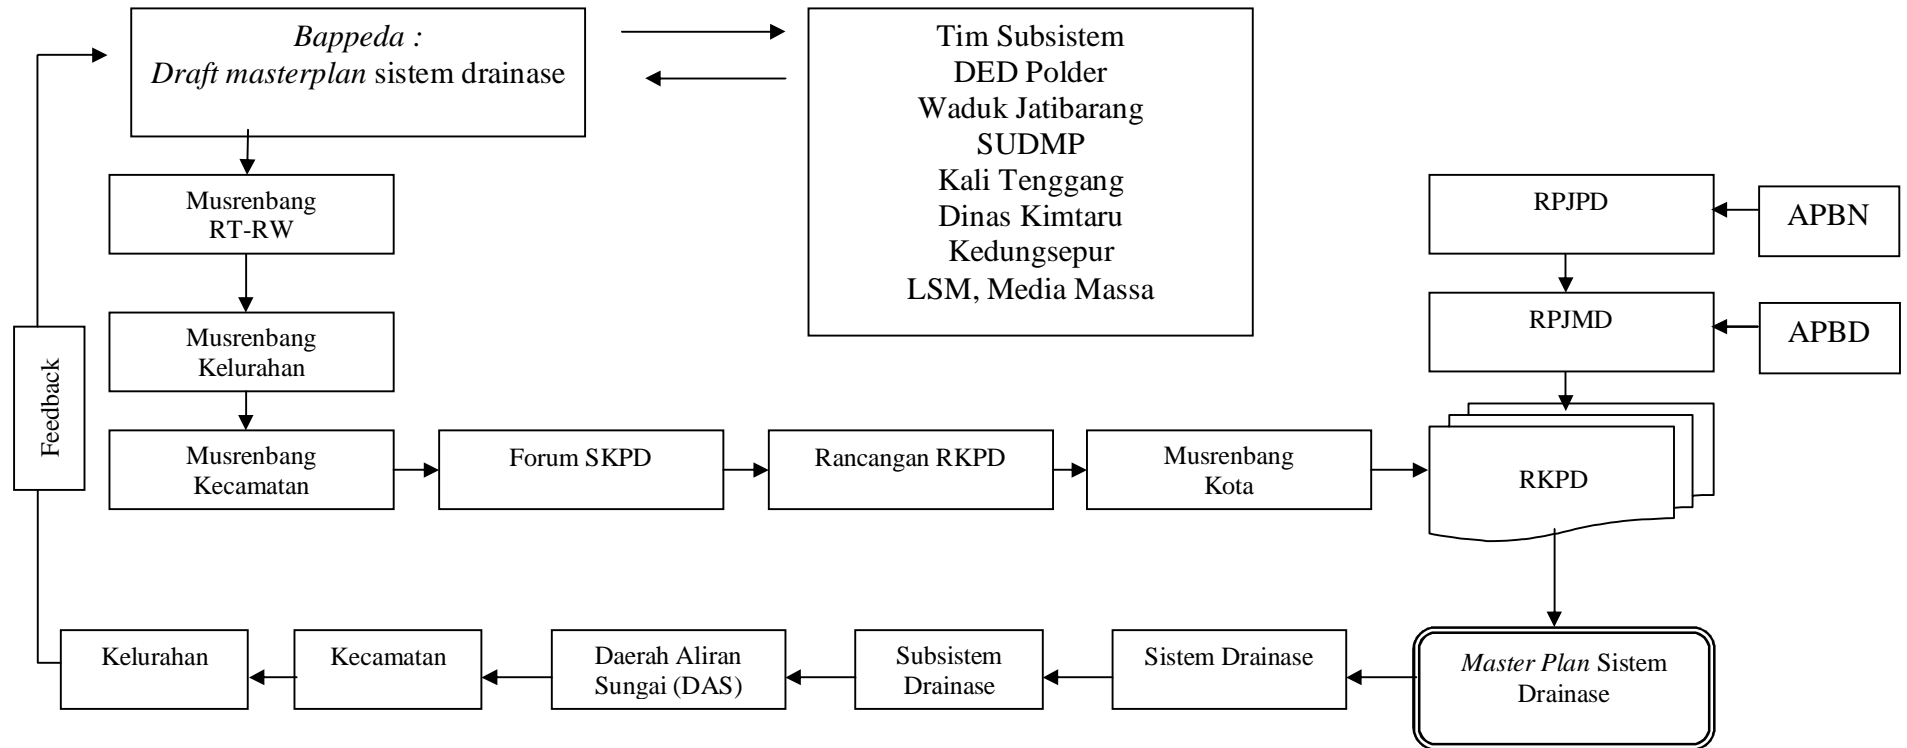 Bappeda :
Draft masterplan sistem drainase
Tim Subsistem
DED Polder
Waduk Jatibarang
SUDMP
Kali Tenggang
Dinas Kimtaru
Kedungsepur
LSM, Media Massa
Musrenbang
RT-RW
RPJPD
APBN
Musrenbang
Kelurahan
RPJMD
APBD
Feedback
Musrenbang
Kecamatan
Forum SKPD
Rancangan RKPD
Musrenbang
Kota
RKPD
Kelurahan
Kecamatan
Daerah Aliran
Sungai (DAS)
Subsistem
Drainase
Sistem Drainase
Master Plan Sistem
Drainase